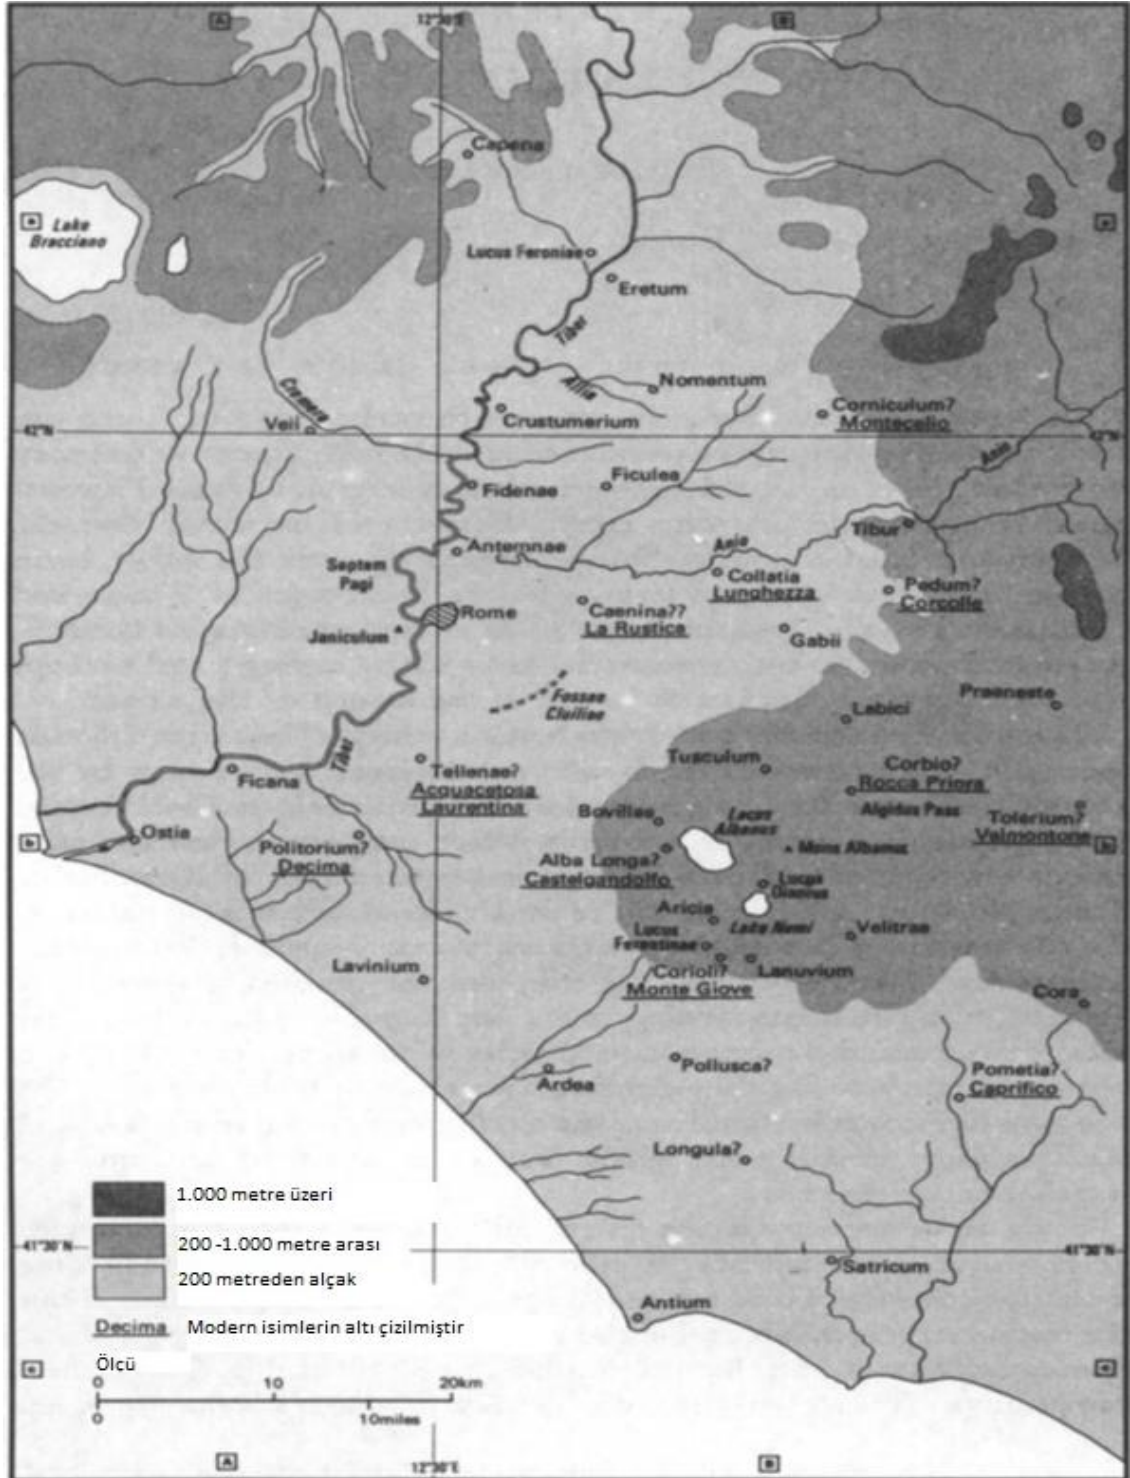 A
12°30'E
B
Capena
a
Lake
Bracciano
a
Lucus Feroniae
Eretum
Tiber
Cremera
Allia
Nomentum
Veii
Crustumerium
Corniculum?
Montecelio
42°N
42°N
Anio
Fidenae
Ficulea
Tibur
Antemnae
Anio
Septem
Pagi
Collatia
Lunghezza
Pedum?
Corcolle
Rome
Caenina??
La Rustica
Janiculum
Gabii
Fossae
Cluiliae
Praeneste
Labici
Tiber
Tusculum
Ficana
Tellenae?
Acquacetosa
Laurentina
Corbio?
Rocca Priora
Bovillae
Lacus
Albanus
Algidus Pass
Tolerium?
Valmontone
b
Ostia
Politorium?
Decima
Alba Longa?
Castelgandolfo
Mons Albanus
b
Lucus
Dianius
Aricia
Lake Nemi
Velitrae
Lucus
Ferentinae
Lavinium
Corioli?
Monte Giove
Lanuvium
Cora
Pollusca?
Ardea
Pometia?
Caprifico
Longula?
1.000 metre üzeri
200 -1.000 metre arası
41°30'N
41°30'N
200 metreden alçak
Satricum
Antium
Decima Modern isimlerin altı çizilmiştir
Ölçü
c
c
0 10 20km
0 10miles
A
12°30'E
B